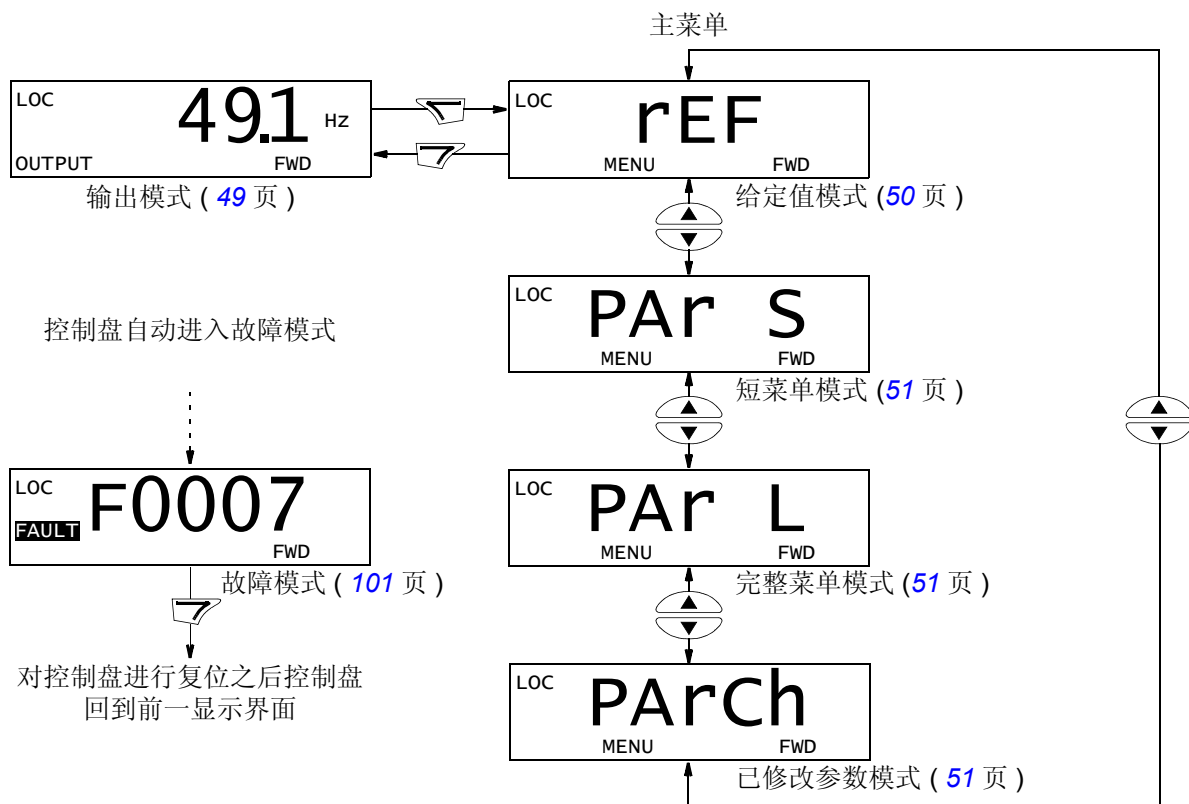 主菜单
LOC
49.1 Hz
OUTPUT FWD
输出模式 ( 49 页 )
LOC
rEF
MENU FWD
给定值模式 (50 页 )
LOC
PAr S
MENU FWD
短菜单模式 (51 页 )
控制盘自动进入故障模式
LOC
F0007
FAULT
FWD
故障模式 ( 101 页 )
对控制盘进行复位之后控制盘
回到前一显示界面
LOC
PAr L
MENU FWD
完整菜单模式 (51 页 )
LOC
PArCh
MENU FWD
已修改参数模式 ( 51 页 )